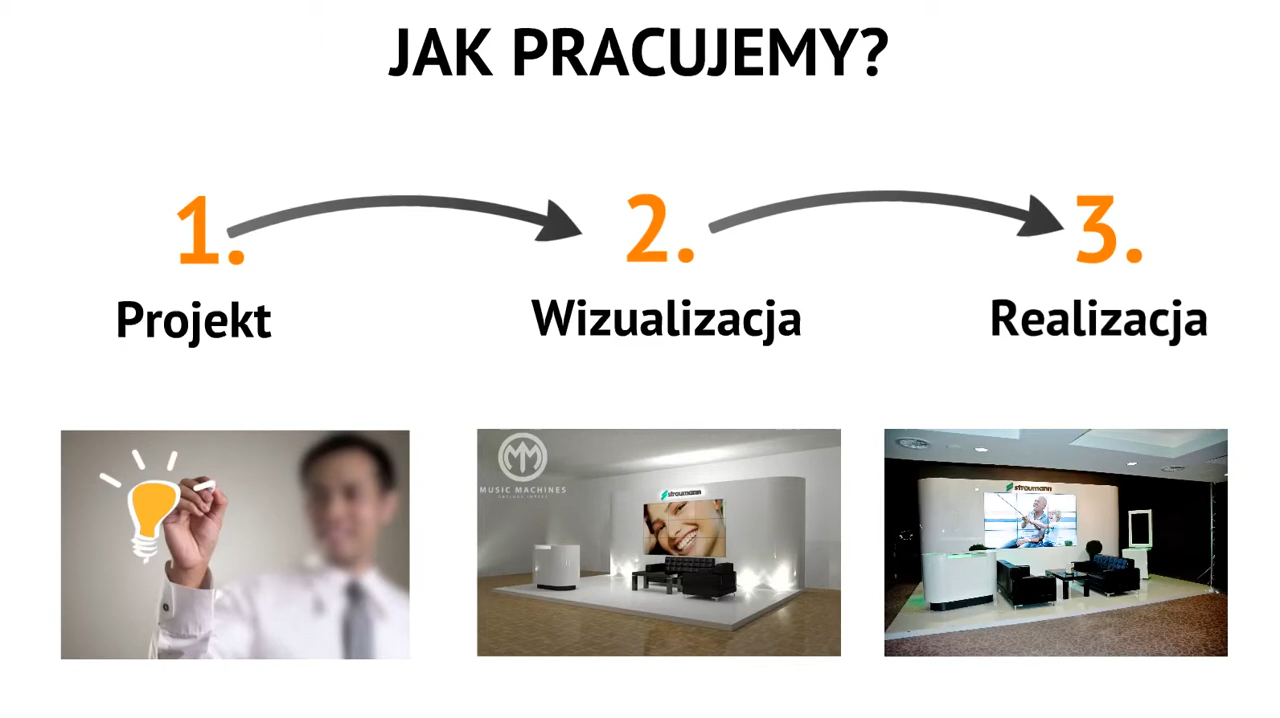 JAK PRACUJEMY?
1.
2.
3.
Projekt
Wizualizacja
Realizacja
MUSIC MACHINES
straumann
straumann